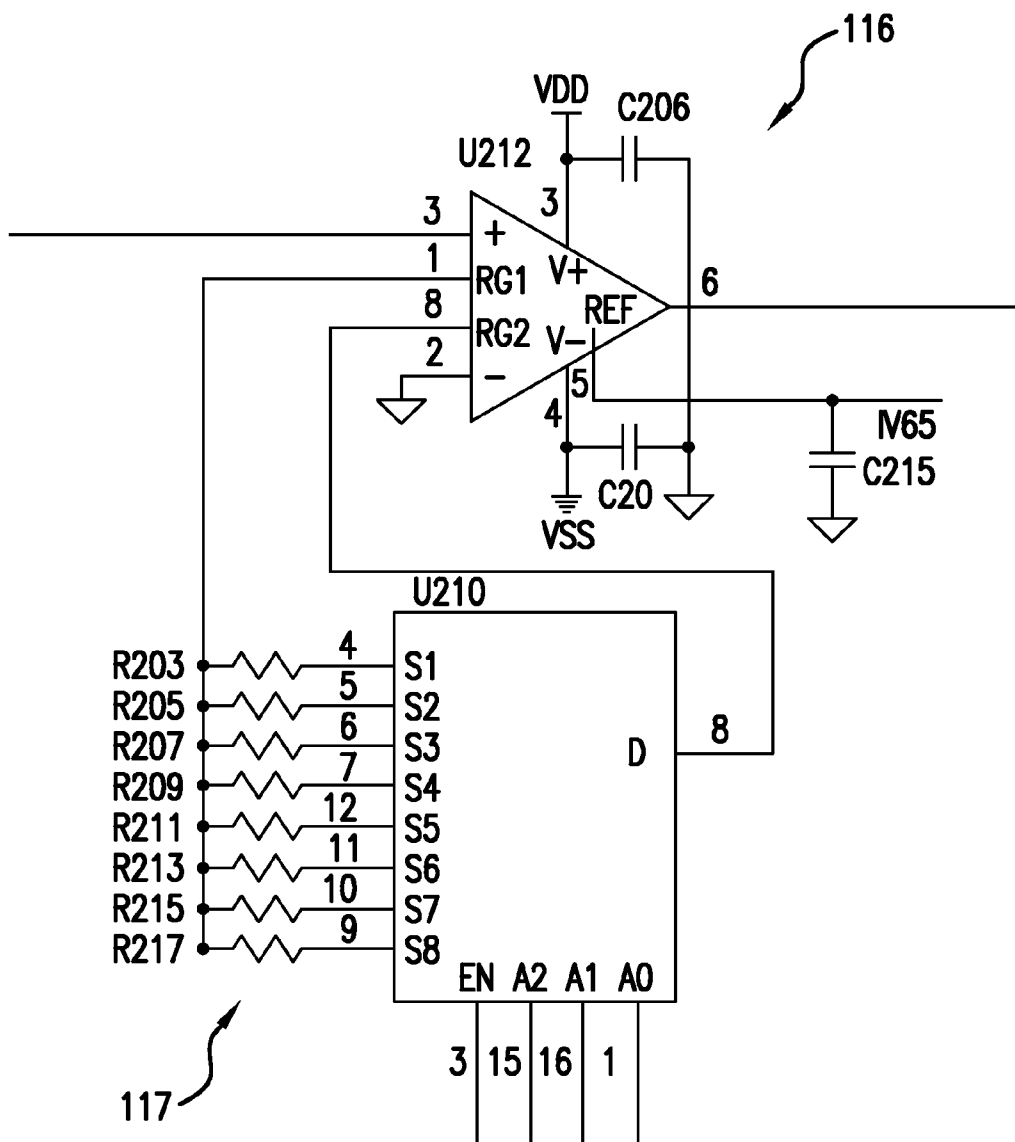 116
VDD
C206
U212
3
3
+
1
V+
6
RG1
8
REF
RG2
V−
2
−
5
4
IV65
C215
C20
VSS
U210
R203
4
S1
R205
5
S2
R207
6
S3
8
D
R209
7
S4
R211
12
S5
R213
11
S6
R215
10
S7
R217
9
S8
EN
A2
A1
A0
3
15
16
1
117